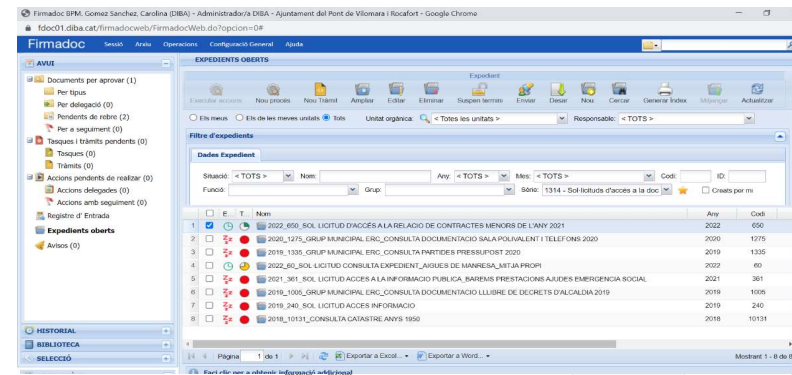 Firmadoc BPM. Gomez Sanchez, Carolina (DIBA) - Administrador/a DIBA - Ajuntament del Pont de Vilomara i Rocafort - Google Chrome
fdoc01.diba.cat/firmadocweb/FirmadocWeb.do?opcion=0#
Firmadoc Sessió Arxiu Operacions Configuració General Ajuda
AVUI
Documents per aprovar (1)
Per tipus
Per delegació (0)
Pendents de rebre (2)
Per a seguiment (0)
Tasques i tràmits pendents (0)
Tasques (0)
Tràmits (0)
Accions pendents de realizar (0)
Accions delegades (0)
Accions amb seguiment (0)
Registre d' Entrada
Expedients oberts
Avisos (0)
HISTORIAL
BIBLIOTECA
SELECCIÓ
EXPEDIENTS OBERTS
Expedient
Executar accions Nou procés Nou Tràmit Ampliar Editar Eliminar Suspen termini Enviar Desar Nou Cercar Generar Índex Mitjançar Actualitzar
Els meus Els de les meves unitats Tots Unitat orgànica: < Totes les unitats > Responsable: < TOTS >
Filtre d'expedients
Dades Expedient
Situació: < TOTS > Nom: Any: < TOTS > Mes: < TOTS > Codi: ID:
Funció: Grup: Sèrie: 1314 - Sol·licituds d'accés a la doc Creats per mi
E... T... Nom Any Codi
1 2022_650_SOL·LICITUD D'ACCÉS A LA RELACIO DE CONTRACTES MENORS DE L'ANY 2021 2022 650
2 2020_1275_GRUP MUNICIPAL ERC_CONSULTA DOCUMENTACIO SALA POLIVALENT I TELEFONS 2020 2020 1275
3 2019_1335_GRUP MUNICIPAL ERC_CONSULTA PARTIDES PRESSUPOST 2020 2019 1335
4 2022_60_SOL·LICITUD CONSULTA EXPEDIENT_AIGUES DE MANRESA_MITJA PROPI 2022 60
5 2021_361_SOL·LICITUD ACCES A LA INFORMACIO PUBLICA_BAREMS PRESTACIONS AJUDES EMERGENCIA SOCIAL 2021 361
6 2019_1005_GRUP MUNICIPAL ERC_CONSULTA DOCUMENTACIO LLLIBRE DE DECRETS D'ALCALDIA 2019 2019 1005
7 2019_240_SOL·LICITUD ACCES INFORMACIO 2019 240
8 2018_10131_CONSULTA CATASTRE ANYS 1950 2018 10131
Pàgina 1 de 1 Exportar a Excel... Exportar a Word... Mostrant 1 - 8 de 8
Faci clic per a obtenir informació addicional